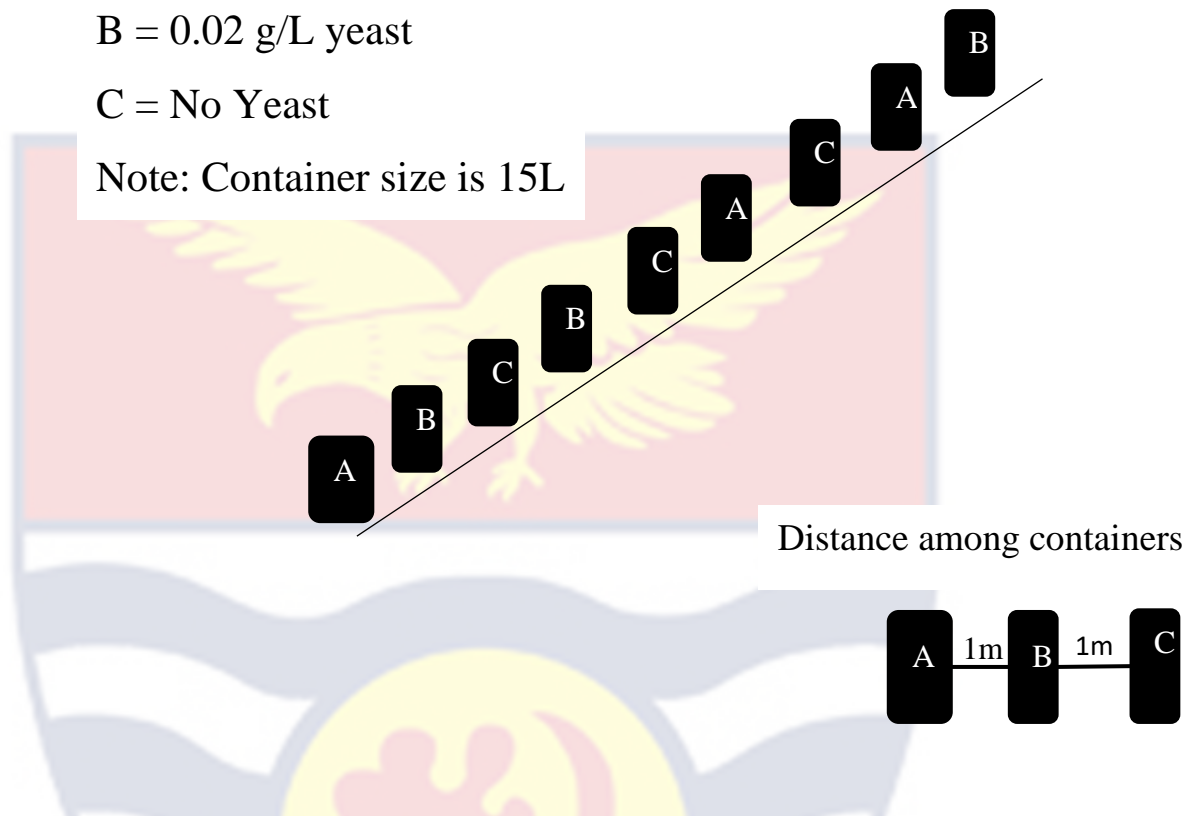 B = 0.02 g/L yeast
C = No Yeast
Note: Container size is 15L
B
A
C
A
C
B
C
B
A
Distance among containers
A 1m B 1m C